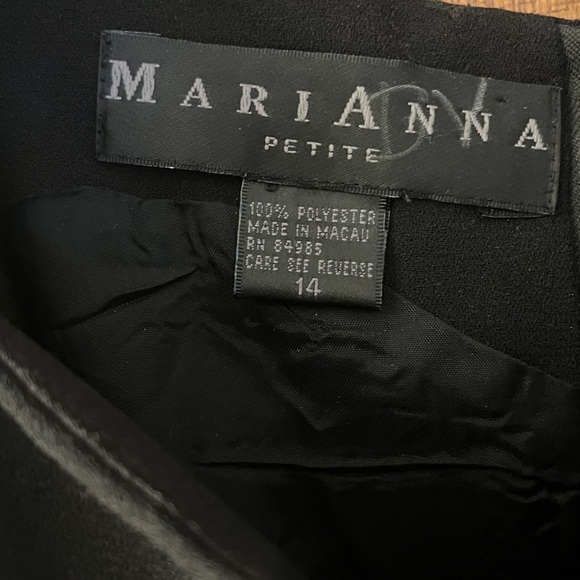 MARIANNA
PETITE
100% POLYESTER
MADE IN MACAU
RN 84985
CARE SEE REVERSE
14